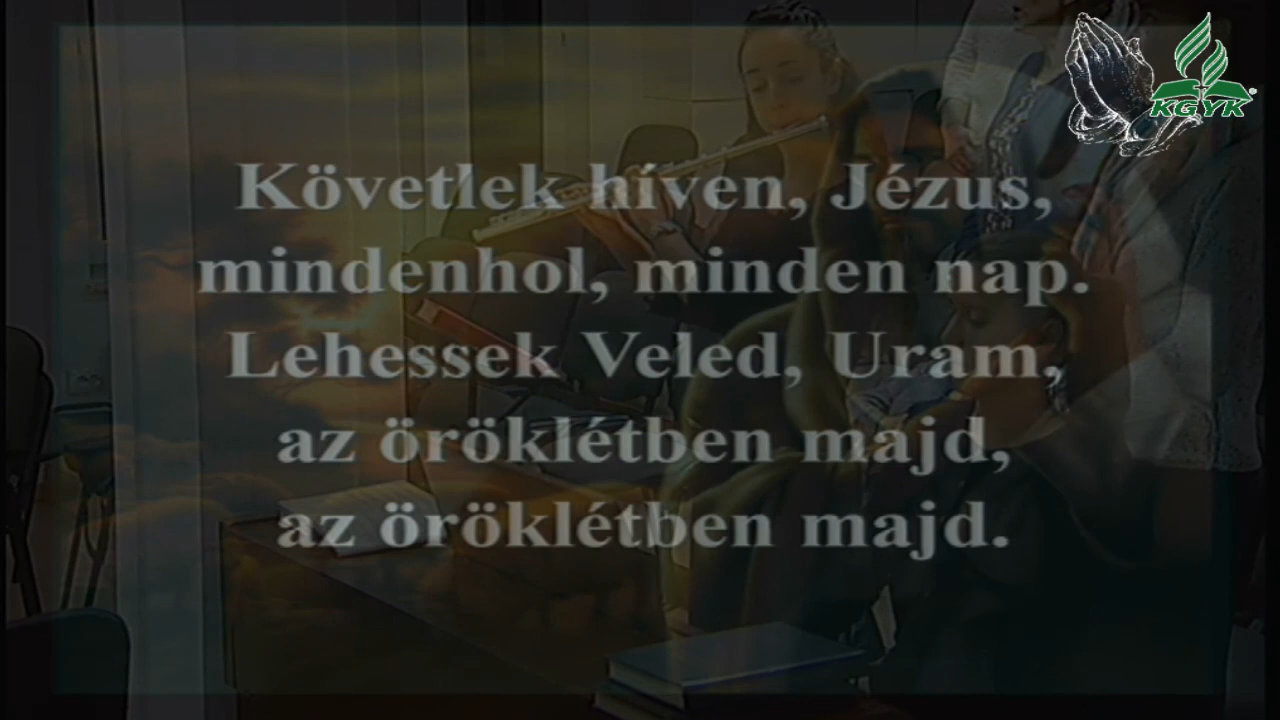 KGYK
Követlek híven, Jézus,
mindenhol, minden nap.
Lehessek Veled, Uram,
az öröklétben majd,
az öröklétben majd.